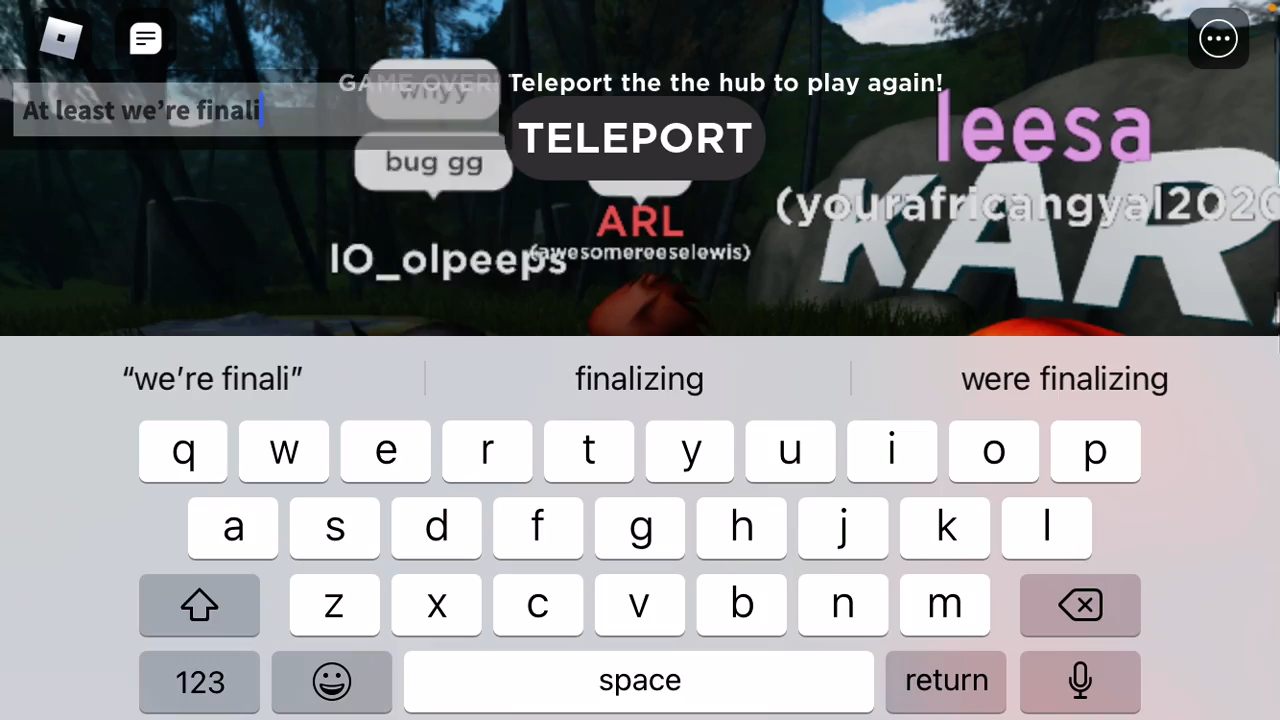 GAME OVER! Teleport the the hub to play again!
whyy
At least we’re finali
TELEPORT
bug gg
leesa
(yourafricangyal2020
ARL
(awesomereeselewis)
IO_olpeeps
KAR
“we’re finali” finalizing were finalizing
q w e r t y u i o p
a s d f g h j k l
z x c v b n m
123 space return